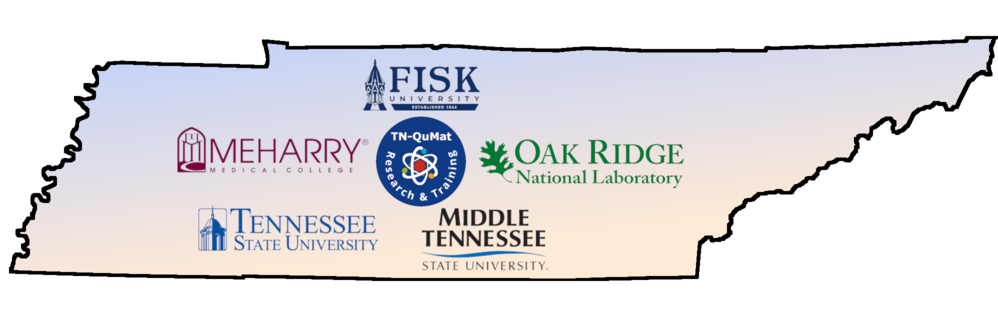 FISK
UNIVERSITY
ESTABLISHED 1866
MEHARRY®
MEDICAL COLLEGE
TN-QuMat
Research & Training
OAK RIDGE
National Laboratory
TENNESSEE
STATE UNIVERSITY
MIDDLE
TENNESSEE
STATE UNIVERSITY.